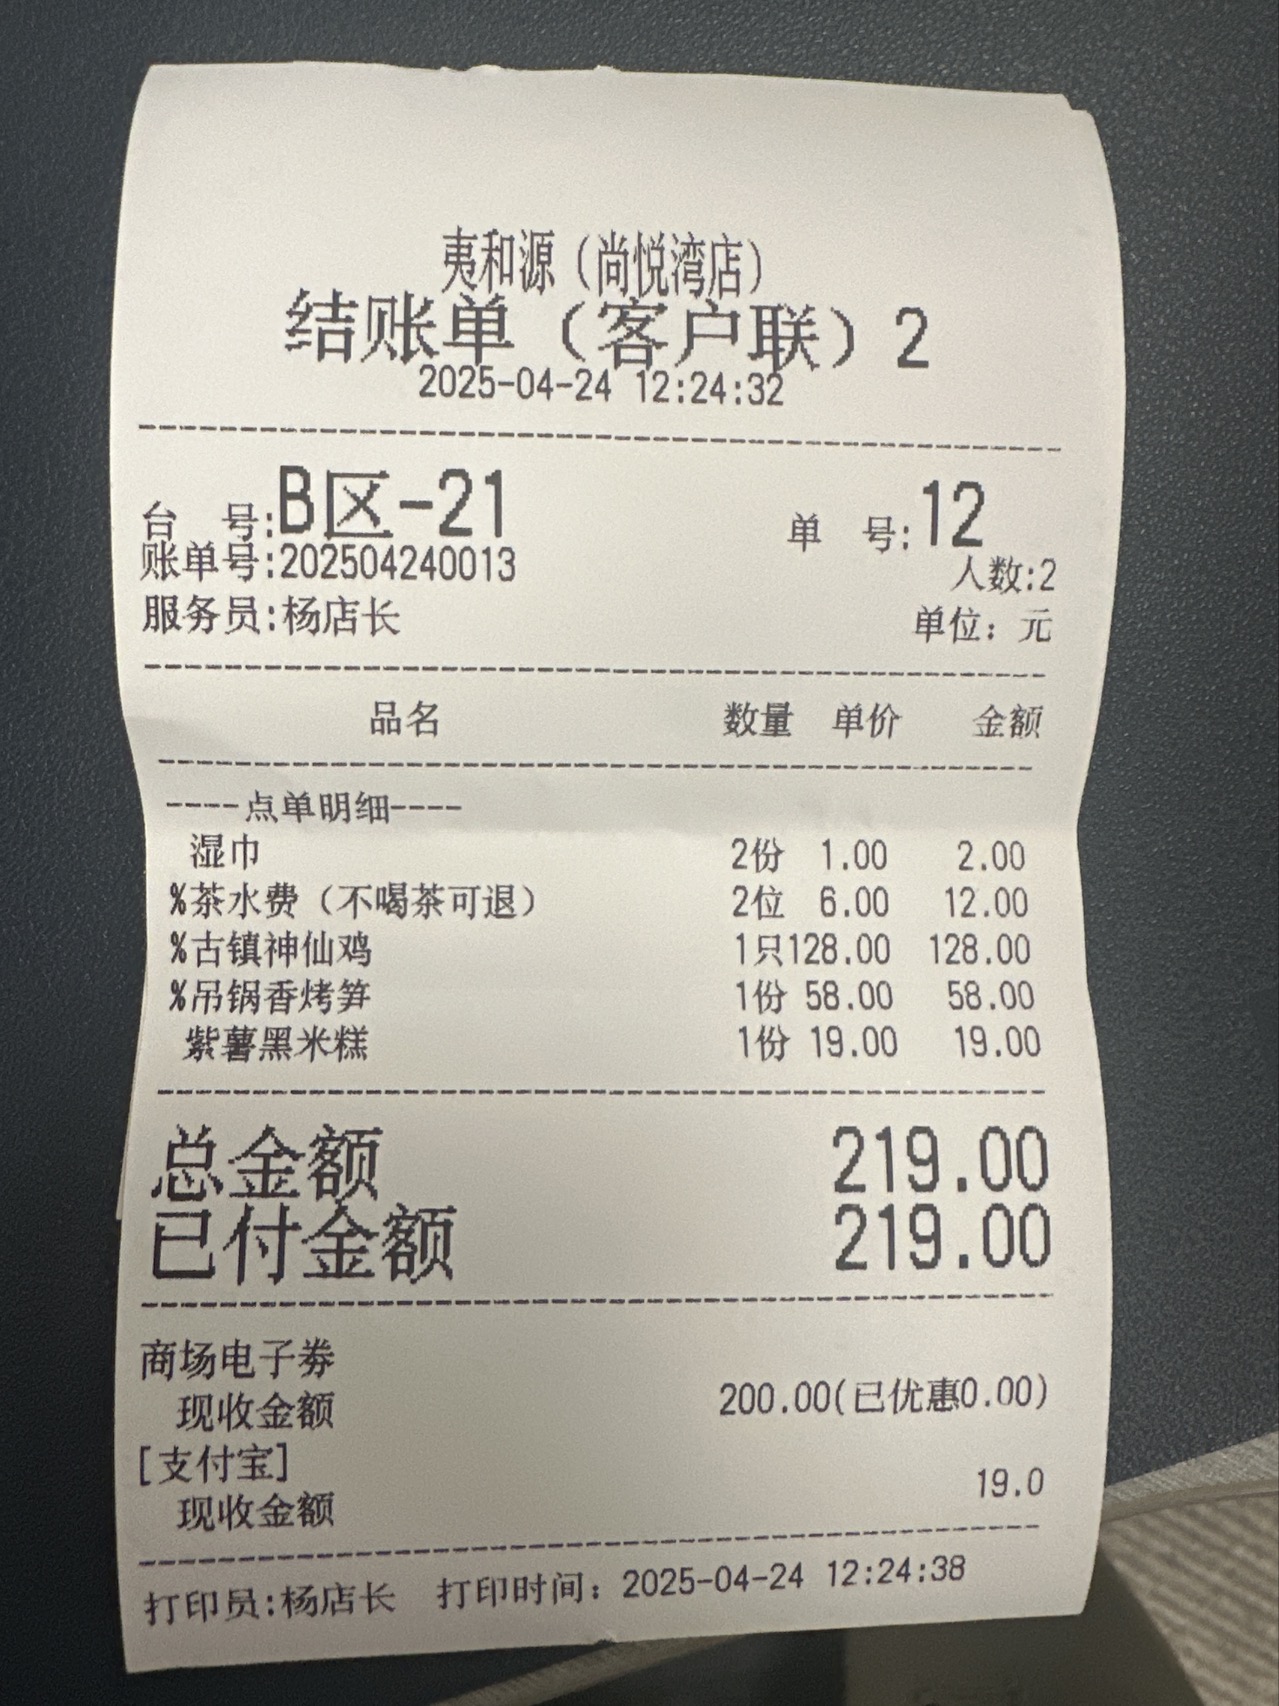 夷和源（尚悦湾店）
结账单（客户联）2
2025-04-24 12:24:32
台 号:B区-21 单 号:12
账单号:202504240013 人数:2
服务员:杨店长 单位：元
品名 数量 单价 金额
----点单明细----
湿巾 2份 1.00 2.00
%茶水费（不喝茶可退） 2位 6.00 12.00
%古镇神仙鸡 1只128.00 128.00
%吊锅香烤笋 1份 58.00 58.00
紫薯黑米糕 1份 19.00 19.00
总金额 219.00
已付金额 219.00
商场电子券
现收金额 200.00(已优惠0.00)
[支付宝]
现收金额 19.0
打印员:杨店长 打印时间：2025-04-24 12:24:38